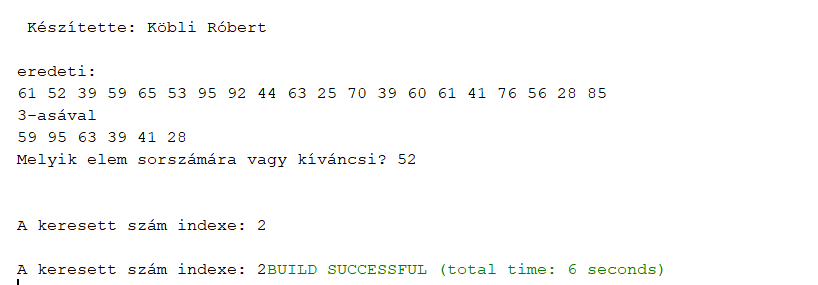 Készítette: Köbli Róbert
eredeti:
61 52 39 59 65 53 95 92 44 63 25 70 39 60 61 41 76 56 28 85
3-asával
59 95 63 39 41 28
Melyik elem sorszámára vagy kíváncsi? 52
A keresett szám indexe: 2
A keresett szám indexe: 2BUILD SUCCESSFUL (total time: 6 seconds)